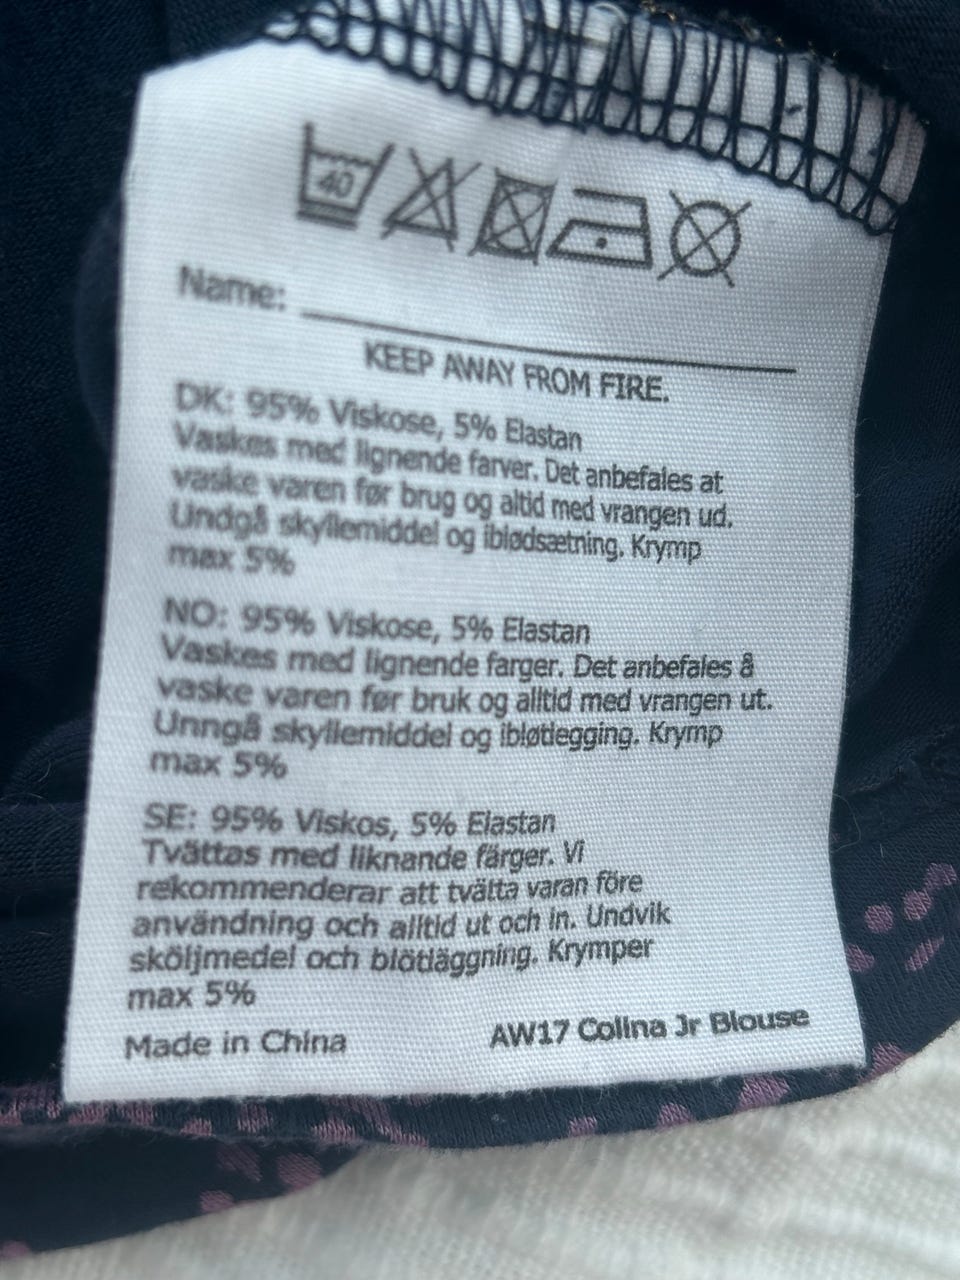 40
Name:
KEEP AWAY FROM FIRE.
DK: 95% Viskose, 5% Elastan
Vaskes med lignende farver. Det anbefales at
vaske varen før brug og altid med vrangen ud.
Undgå skyllemiddel og iblødsætning. Krymp
max 5%
NO: 95% Viskose, 5% Elastan
Vaskes med lignende farger. Det anbefales å
vaske varen før bruk og alltid med vrangen ut.
Unngå skyllemiddel og ibløtlegging. Krymp
max 5%
SE: 95% Viskos, 5% Elastan
Tvättas med liknande färger. Vi
rekommenderar att tvätta varan före
användning och alltid ut och in. Undvik
sköljmedel och blötläggning. Krymper
max 5%
Made in China
AW17 Colina Jr Blouse